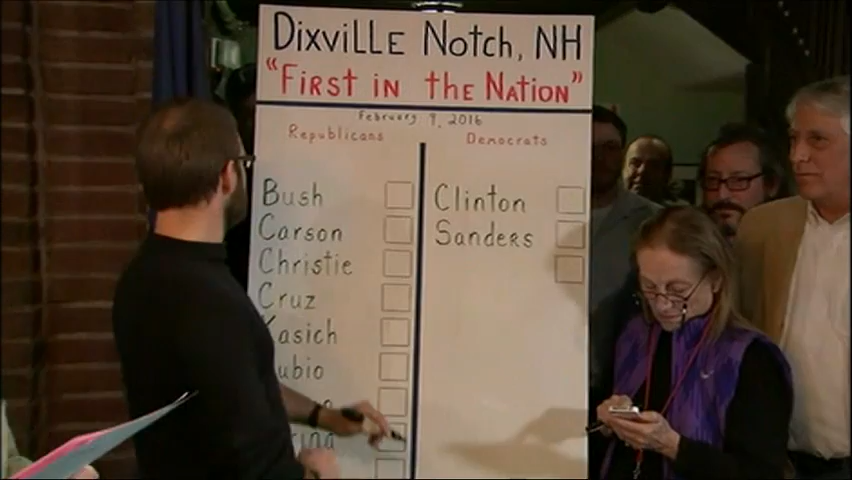 DixviLLE Notch, NH
"FiRST iN the NatioN"
February 9, 2016
Republicans
Democrats
Bush
Carson
Christie
Cruz
Kasich
ubio
Clinton
Sanders